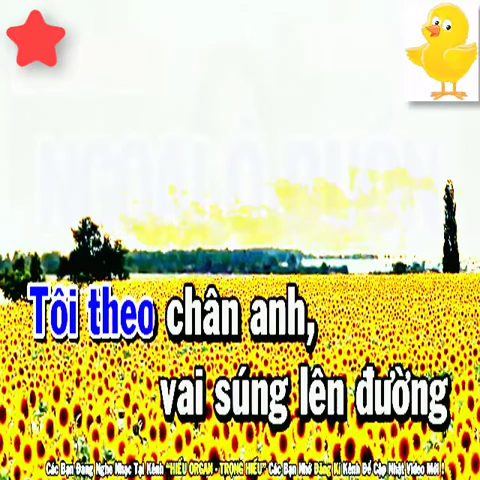 Tôi theo chân anh,
vai súng lên đường
Các Bạn Đang Nghe Nhạc Tại Kênh "HIẾU ORGAN - TRỌNG HIẾU" Các Bạn Nhớ Đăng Kí Kênh Để Cập Nhật Video Mới !